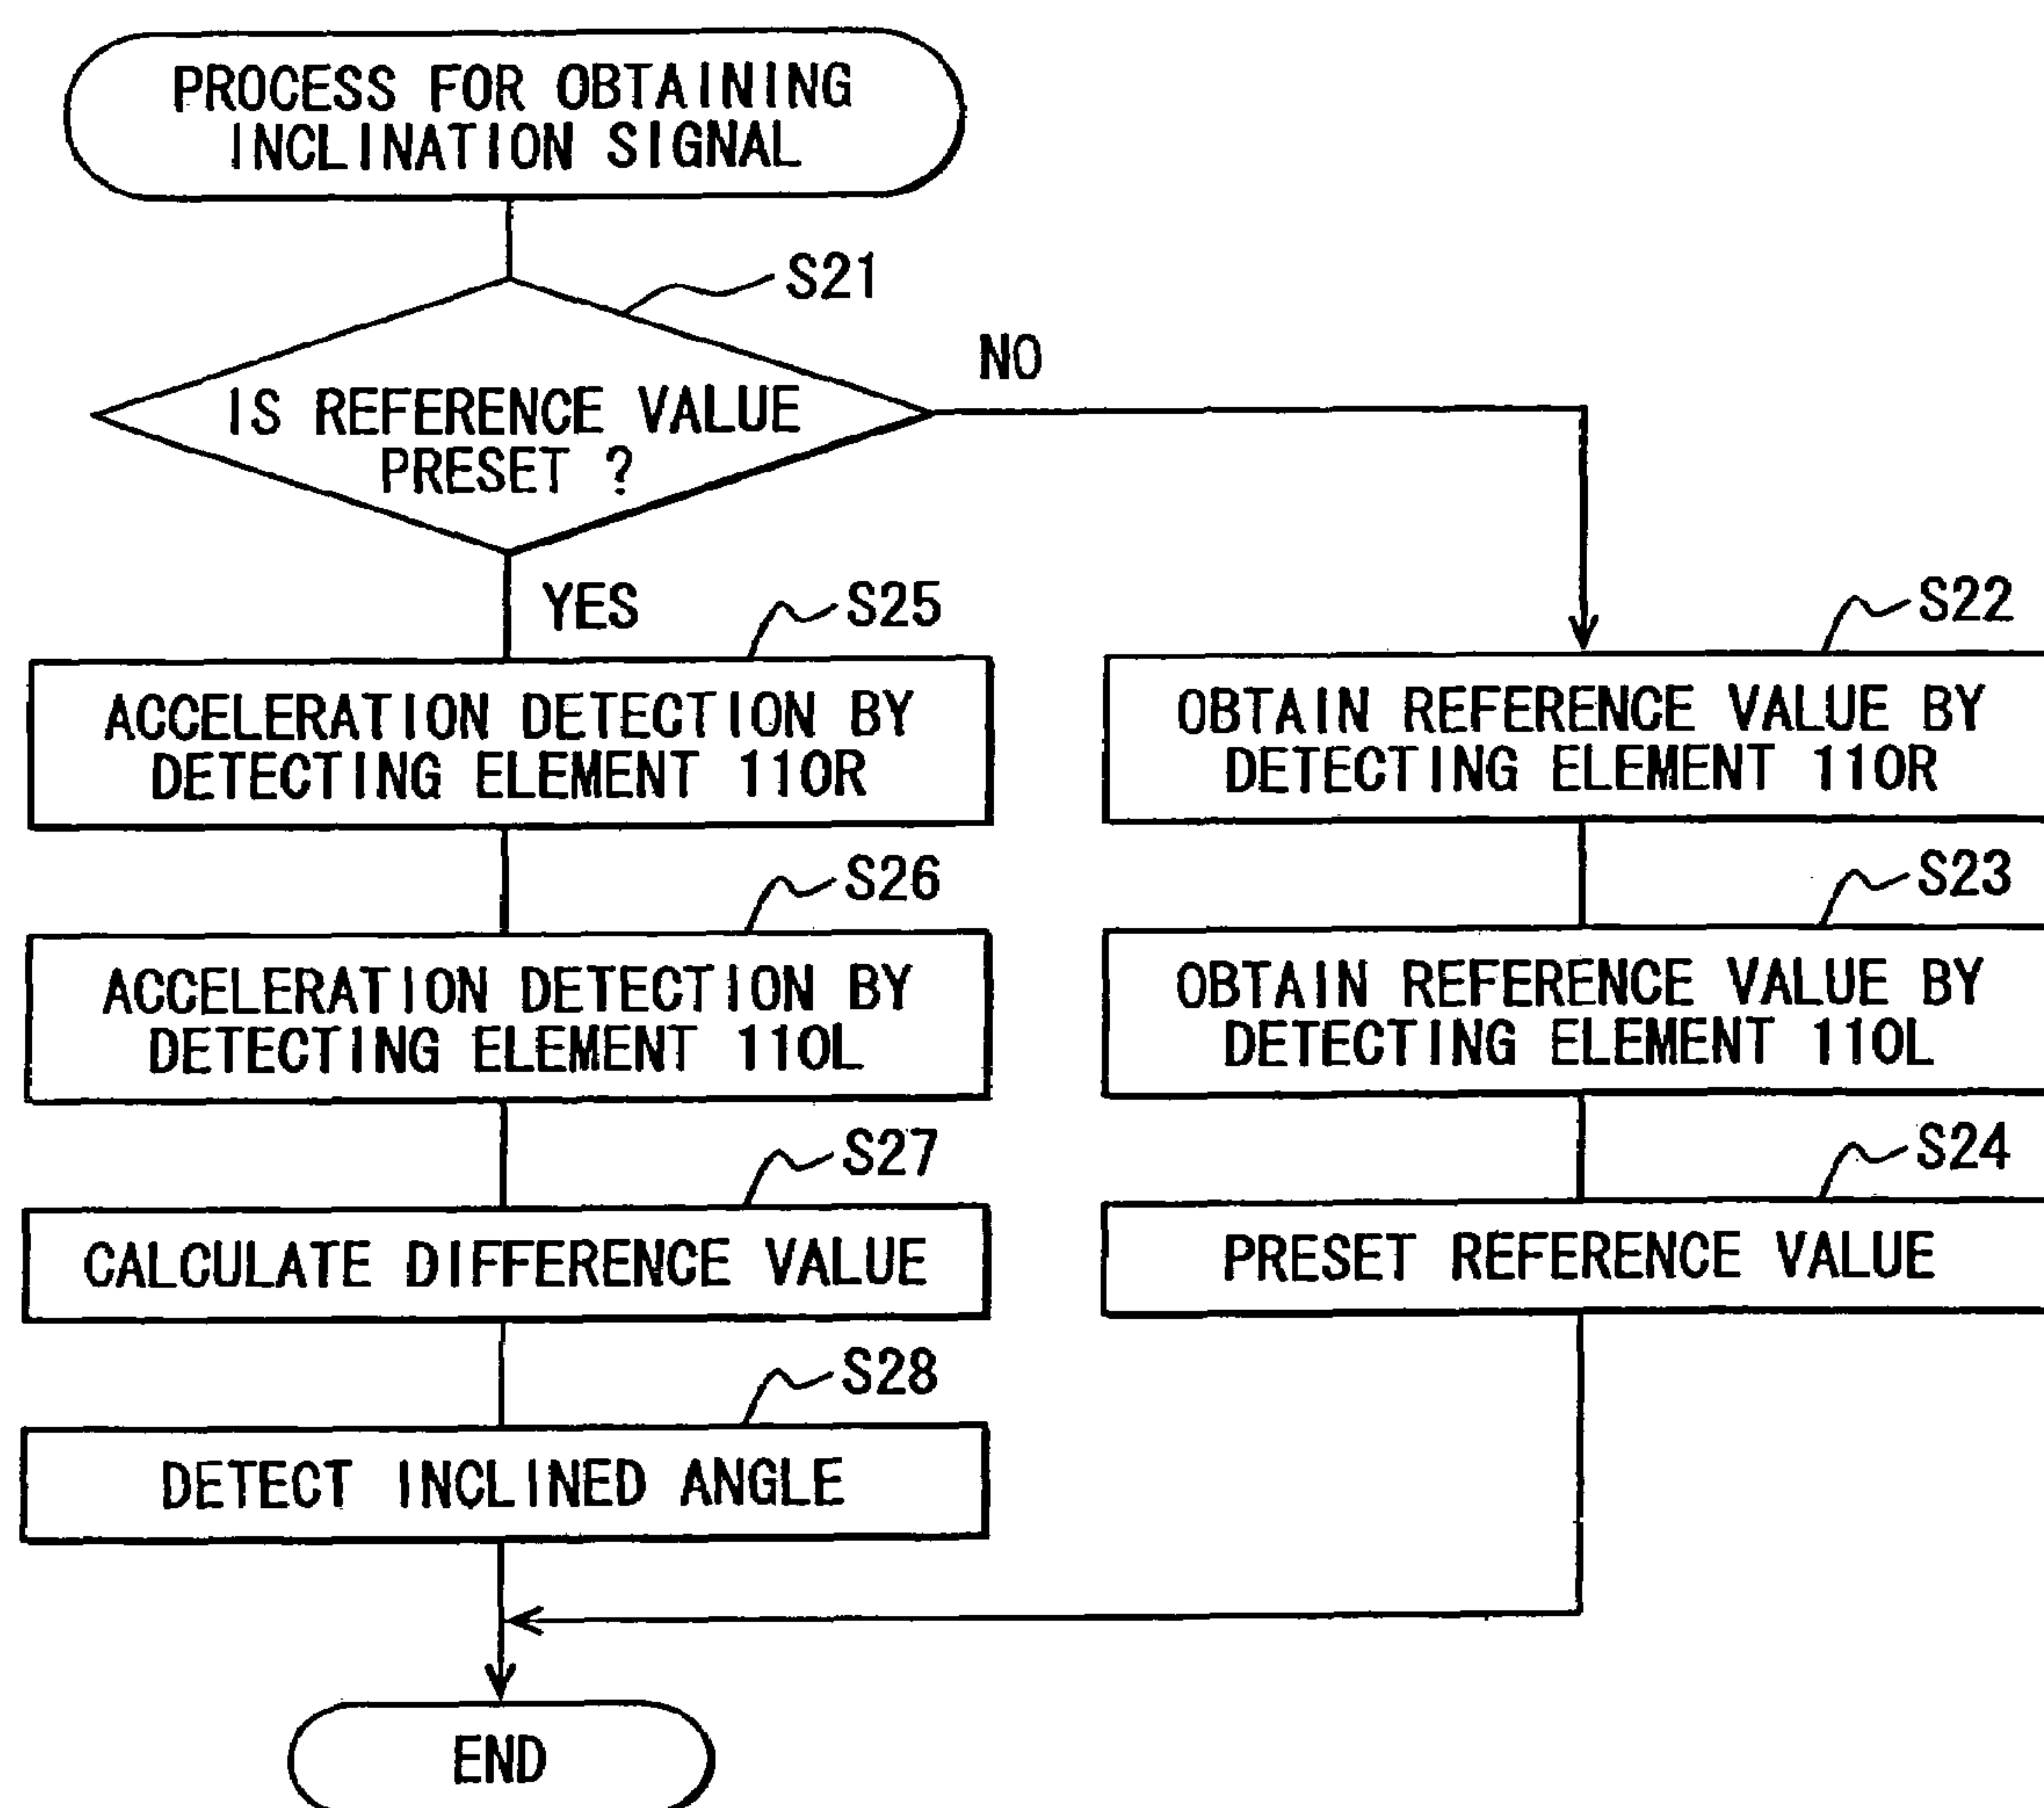 PROCESS FOR OBTAINING
INCLINATION SIGNAL
S21
IS REFERENCE VALUE
PRESET ?
NO
YES
S25
ACCELERATION DETECTION BY
DETECTING ELEMENT 110R
S26
ACCELERATION DETECTION BY
DETECTING ELEMENT 110L
S27
CALCULATE DIFFERENCE VALUE
S28
DETECT INCLINED ANGLE
S22
OBTAIN REFERENCE VALUE BY
DETECTING ELEMENT 110R
S23
OBTAIN REFERENCE VALUE BY
DETECTING ELEMENT 110L
S24
PRESET REFERENCE VALUE
END